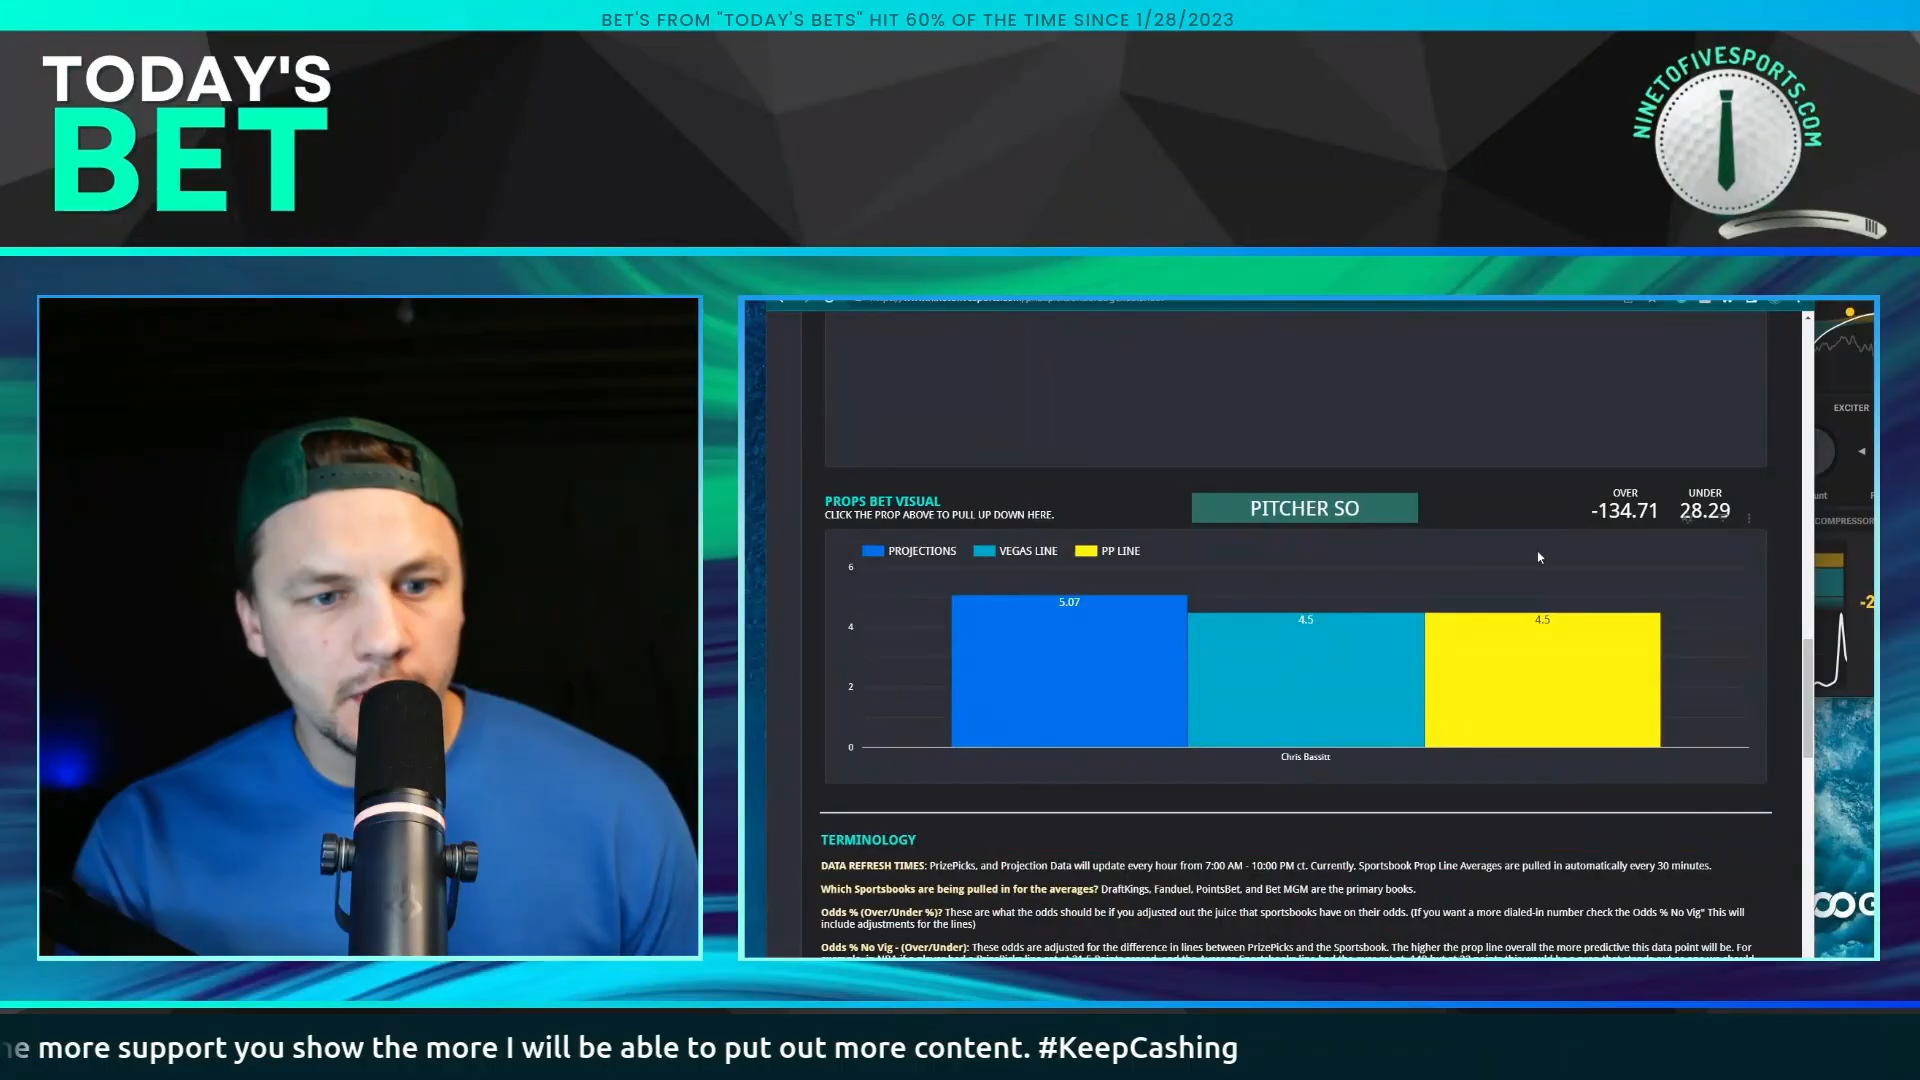 BET'S FROM "TODAY'S BETS" HIT 60% OF THE TIME SINCE 1/28/2023
TODAY'S
BET
NINETOFIVESPORTS.COM
EXCITER
COMPRESSOR
PROPS BET VISUAL
CLICK THE PROP ABOVE TO PULL UP DOWN HERE.
PITCHER SO
OVER
UNDER
-134.71
28.29
PROJECTIONS
VEGAS LINE
PP LINE
6
4
2
0
5.07
4.5
4.5
Chris Bassitt
TERMINOLOGY
DATA REFRESH TIMES: PrizePicks, and Projection Data will update every hour from 7:00 AM - 10:00 PM ct. Currently, Sportsbook Prop Line Averages are pulled in automatically every 30 minutes.
Which Sportsbooks are being pulled in for the averages? DraftKings, Fanduel, PointsBet, and Bet MGM are the primary books.
Odds % (Over/Under %)? These are what the odds should be if you adjusted out the juice that sportsbooks have on their odds. (If you want a more dialed-in number check the Odds % No Vig" This will
include adjustments for the lines)
Odds % No Vig - (Over/Under): These odds are adjusted for the difference in lines between PrizePicks and the Sportsbook. The higher the prop line overall the more predictive this data point will be. For
e more support you show the more I will be able to put out more content. #KeepCashing